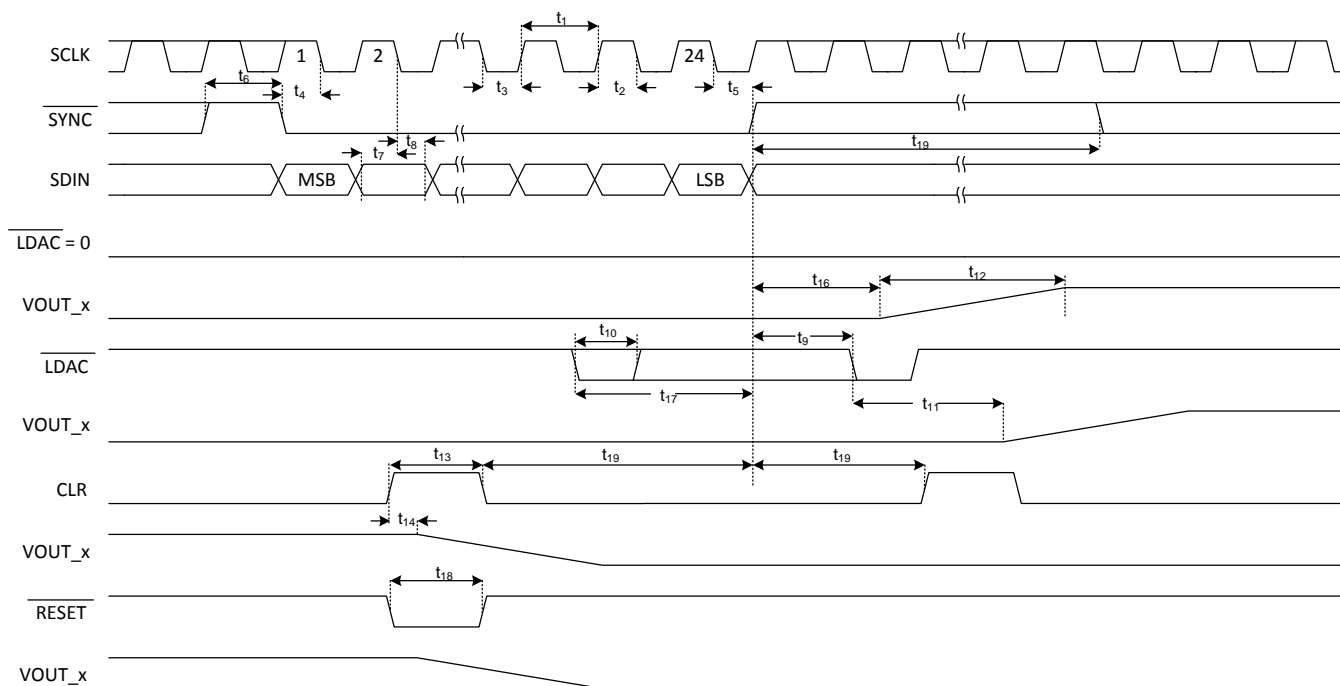 t1
SCLK 1 2 24
t6
t4 t3 t2 t5
SYNC
t8 t19
t7
SDIN MSB LSB
LDAC = 0
t16 t12
VOUT_x
t10 t9
LDAC
t17 t11
VOUT_x
t13 t19 t19
CLR
t14
VOUT_x
t18
RESET
VOUT_x